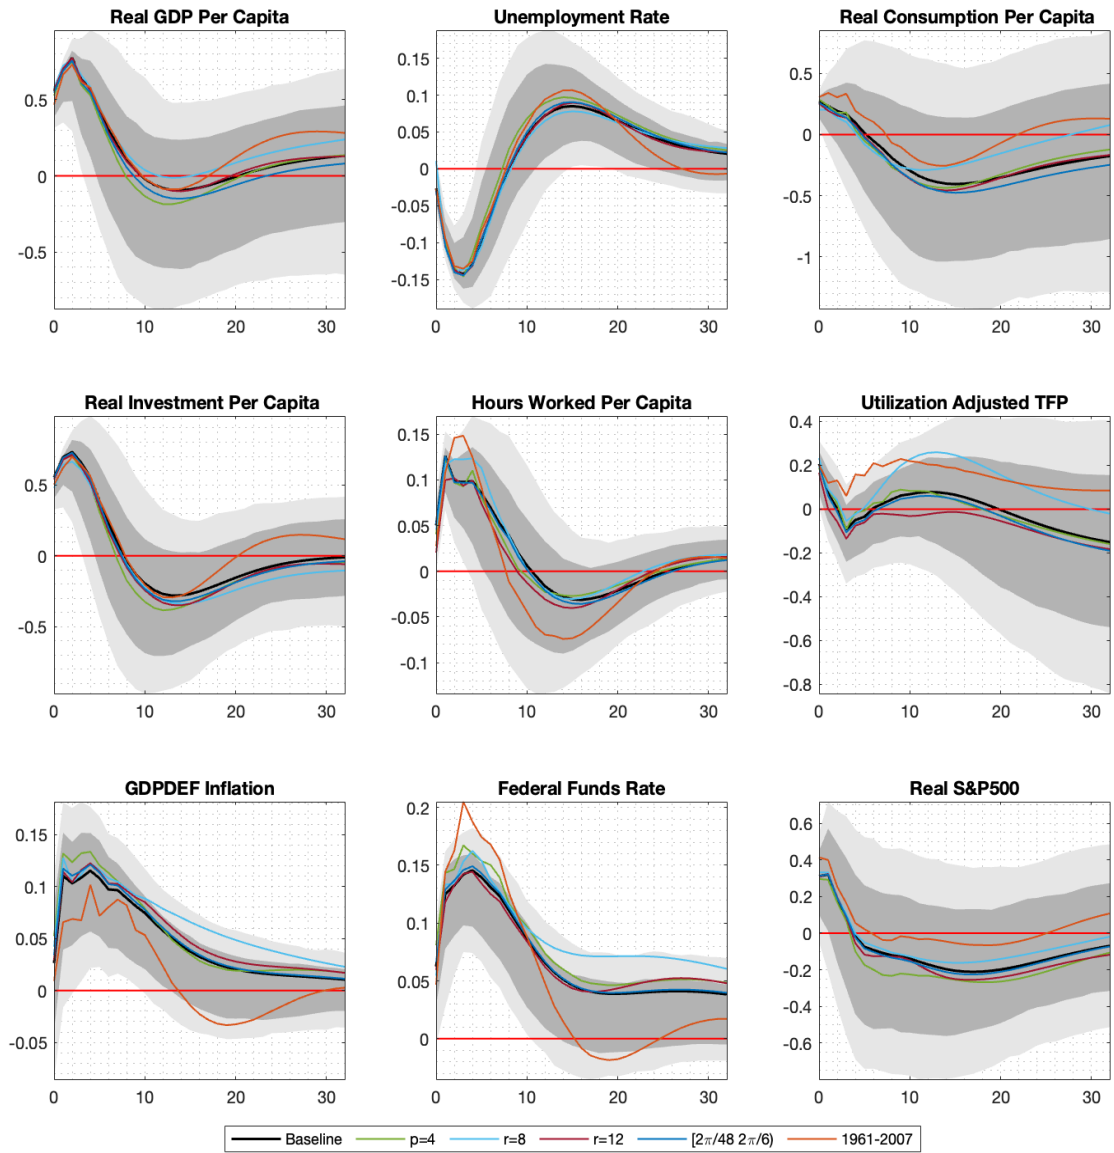 Real GDP Per Capita
0.5
0
-0.5
0 10 20 30
Unemployment Rate
0.15
0.1
0.05
0
-0.05
-0.1
-0.15
0 10 20 30
Real Consumption Per Capita
0.5
0
-0.5
-1
0 10 20 30
Real Investment Per Capita
0.5
0
-0.5
0 10 20 30
Hours Worked Per Capita
0.15
0.1
0.05
0
-0.05
-0.1
0 10 20 30
Utilization Adjusted TFP
0.4
0.2
0
-0.2
-0.4
-0.6
-0.8
0 10 20 30
GDPDEF Inflation
0.15
0.1
0.05
0
-0.05
0 10 20 30
Federal Funds Rate
0.2
0.15
0.1
0.05
0
0 10 20 30
Real S&P500
0.6
0.4
0.2
0
-0.2
-0.4
-0.6
0 10 20 30
Baseline p=4 r=8 r=12 [2π/48 2π/6) 1961-2007